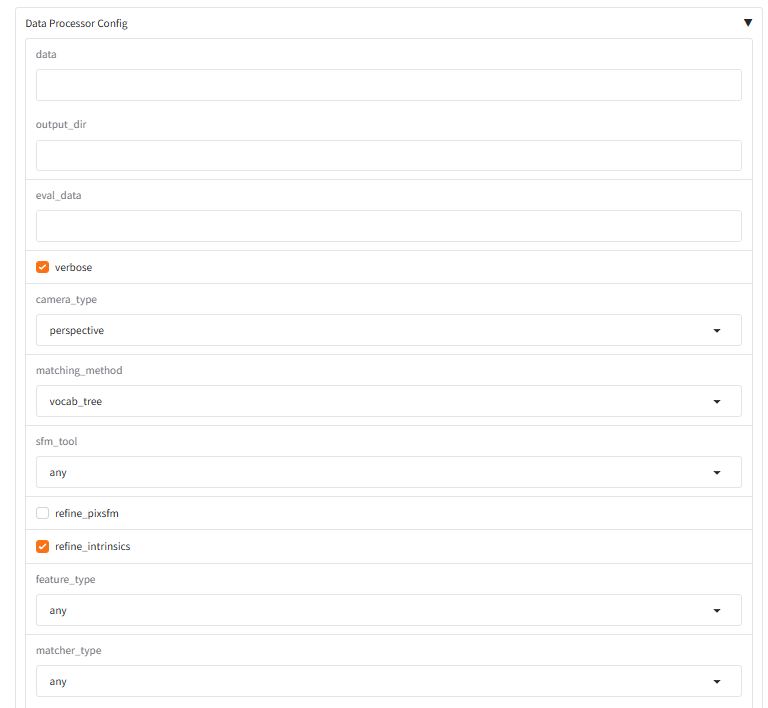 Data Processor Config
data
output_dir
eval_data
verbose
camera_type
perspective
matching_method
vocab_tree
sfm_tool
any
refine_pixsfm
refine_intrinsics
feature_type
any
matcher_type
any